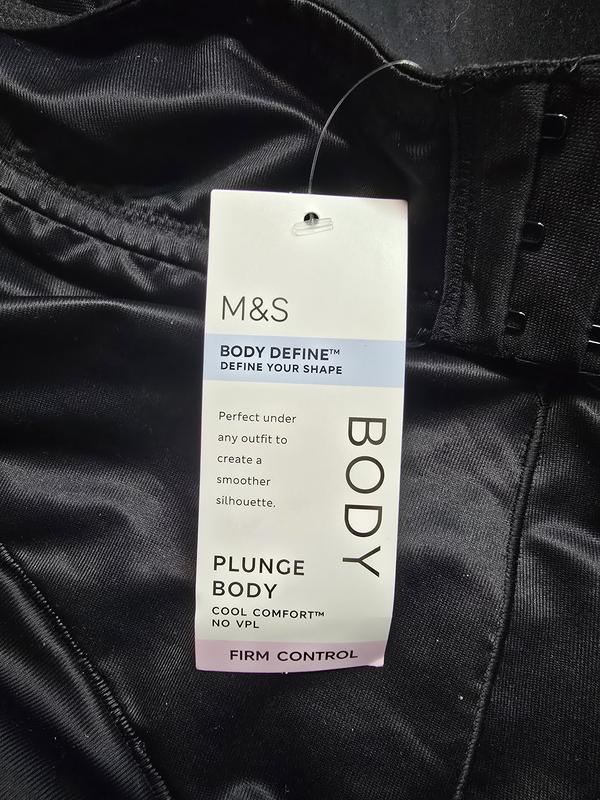 M&S
BODY DEFINE™
DEFINE YOUR SHAPE
Perfect under
any outfit to
create a
smoother
silhouette.
BODY
PLUNGE
BODY
COOL COMFORT™
NO VPL
FIRM CONTROL